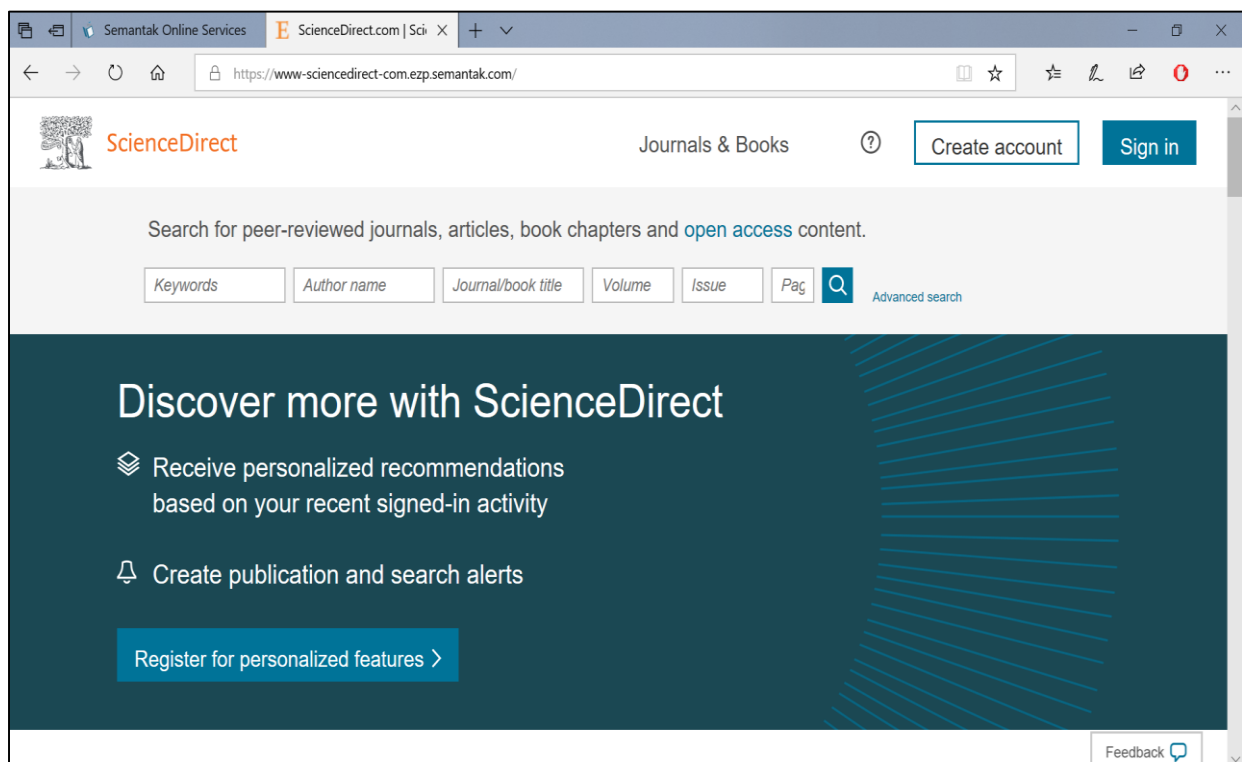 Semantak Online Services
E ScienceDirect.com | Sci
https://www-sciencedirect-com.ezp.semantak.com/
ScienceDirect
Journals & Books
?
Create account
Sign in
Search for peer-reviewed journals, articles, book chapters and open access content.
Keywords
Author name
Journal/book title
Volume
Issue
Pag
Advanced search
Discover more with ScienceDirect
Receive personalized recommendations
based on your recent signed-in activity
Create publication and search alerts
Register for personalized features >
Feedback